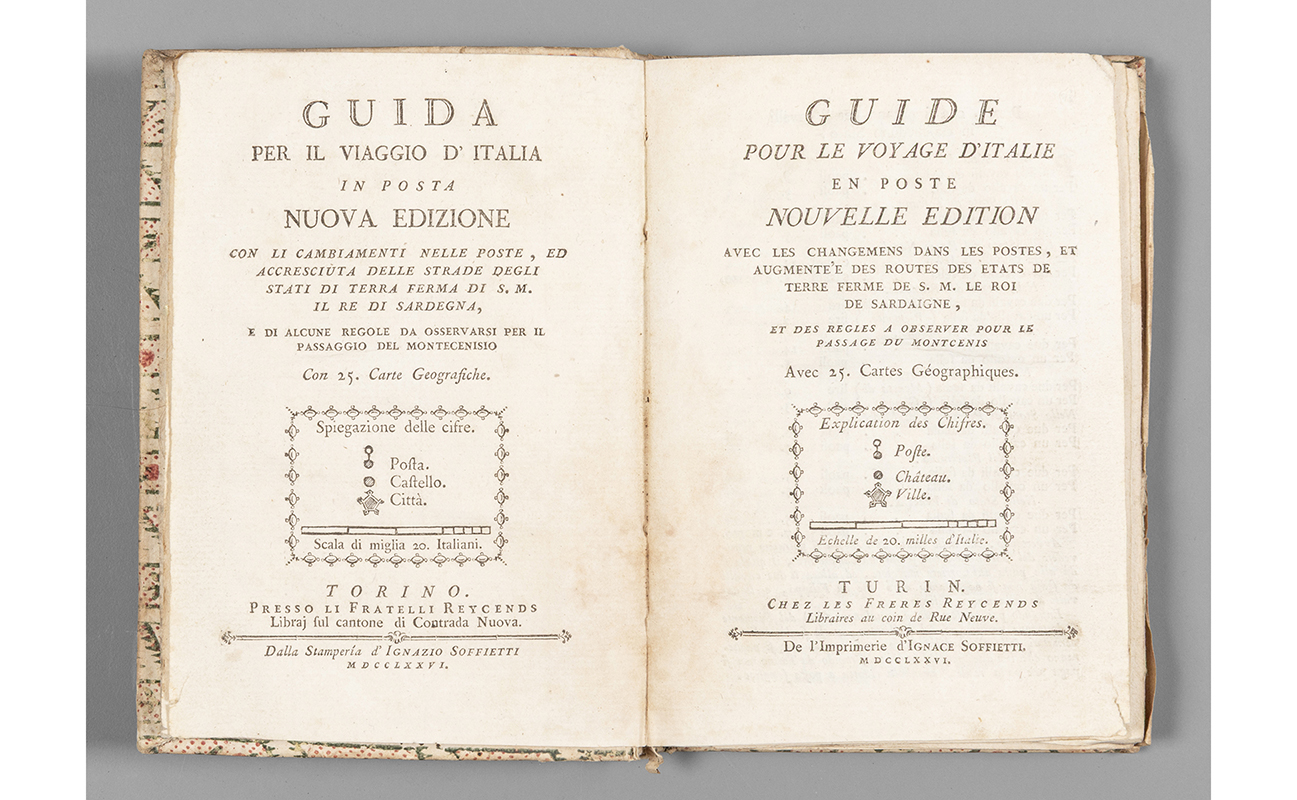 GUIDA
PER IL VIAGGIO D' ITALIA
IN POSTA
NUOVA EDIZIONE
CON LI CAMBIAMENTI NELLE POSTE , ED
ACCRESCIUTA DELLE STRADE DEGLI
STATI DI TERRA FERMA DI S. M.
IL RE DI SARDEGNA,
E DI ALCUNE REGOLE DA OSSERVARSI PER IL
PASSAGGIO DEL MONTECENISIO
Con 25. Carte Geografiche.
Spiegazione delle cifre.
Poſta.
Caſtello.
Città.
Scala di miglia 20. Italiani.
TORINO.
PRESSO LI FRATELLI REYCENDS
Libraj ſul cantone di Contrada Nuova.
Dalla Stampería d' IGNAZIO SOFFIETTI
MDCCLXXVI.
GUIDE
POUR LE VOYAGE D'ITALIE
EN POSTE
NOUVELLE EDITION
AVEC LES CHANGEMENS DANS LES POSTES , ET
AUGMENTE'E DES ROUTES DES ETATS DE
TERRE FERME DE S. M. LE ROI
DE SARDAIGNE ,
ET DES REGLES A OBSERVER POUR LE
PASSAGE DU MONTCENIS
Avec 25. Cartes Géographiques.
Explication des Chifres.
Poſte.
Château.
Ville.
Echelle de 20. milles d'Italie.
TURIN.
CHEZ LES FRERES REYCENDS
Libraires au coin de Rue Neuve.
De l'Imprimerie d'IGNACE SOFFIETTI,
MDCCLXXVI.